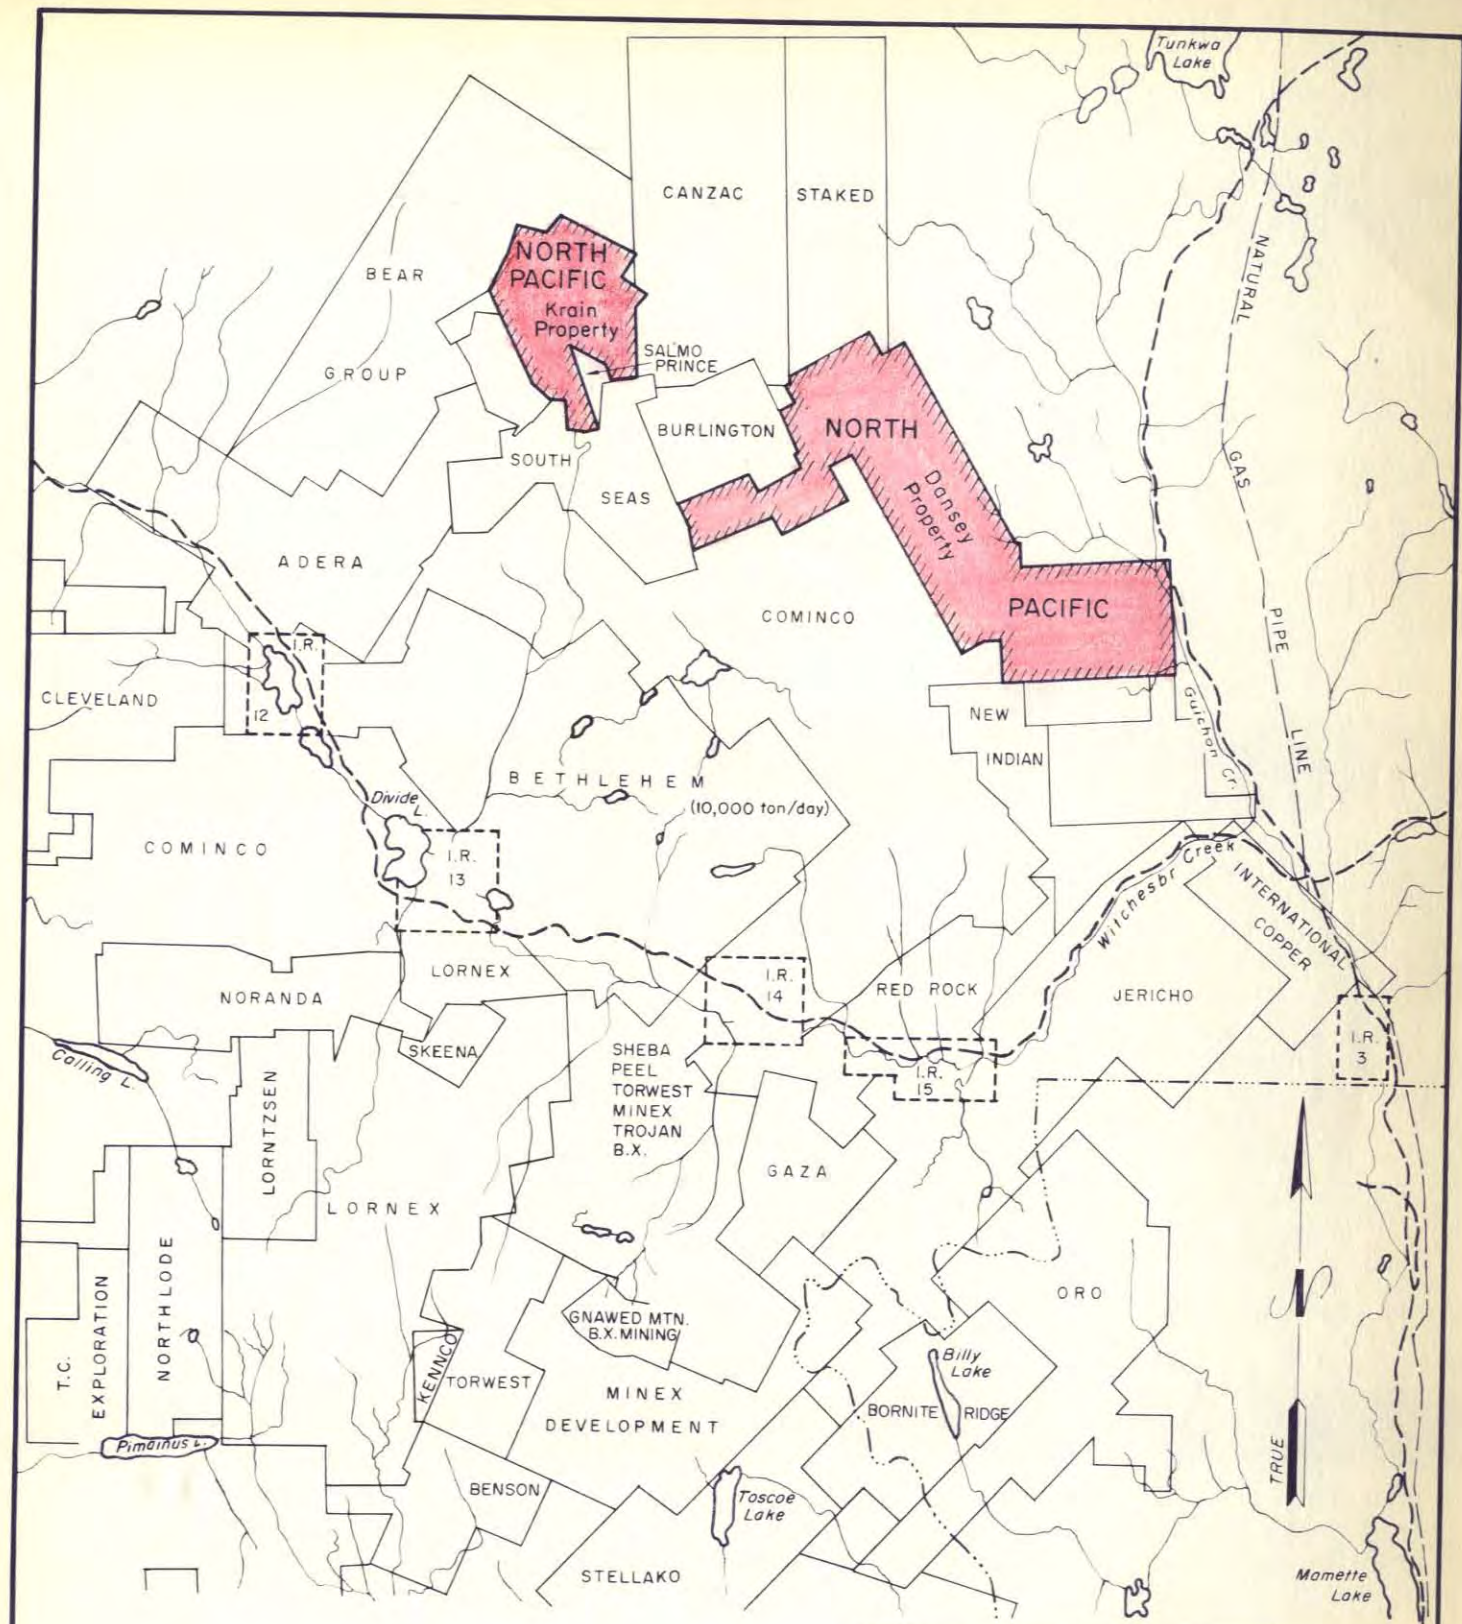 Tunkwa
Lake
CANZAC
STAKED
NORTH
PACIFIC
Krain
Property
BEAR
GROUP
NATURAL
GAS
PIPE
LINE
SALMO
PRINCE
BURLINGTON
NORTH
Dansey
Property
PACIFIC
SOUTH
SEAS
ADERA
COMINCO
I.R.
12
CLEVELAND
NEW
INDIAN
Guichon Cr.
BETHLEHEM
(10,000 ton/day)
Divide
L.
COMINCO
I.R.
13
Witchesbr Creek
INTERNATIONAL
COPPER
LORNEX
NORANDA
I.R.
14
RED ROCK
JERICHO
SKEENA
Calling L.
SHEBA
PEEL
TORWEST
MINEX
TROJAN
B.X.
I.R.
15
I.R.
3
LORNTZSEN
GAZA
LORNEX
NORTHLODE
T.C.
EXPLORATION
ORO
GNAWED MTN.
B.X.MINING
KENNCO
TORWEST
MINEX
DEVELOPMENT
Billy
Lake
BORNITE RIDGE
Pimainus L.
TRUE
N
BENSON
Toscoe
Lake
STELLAKO
Mamette
Lake